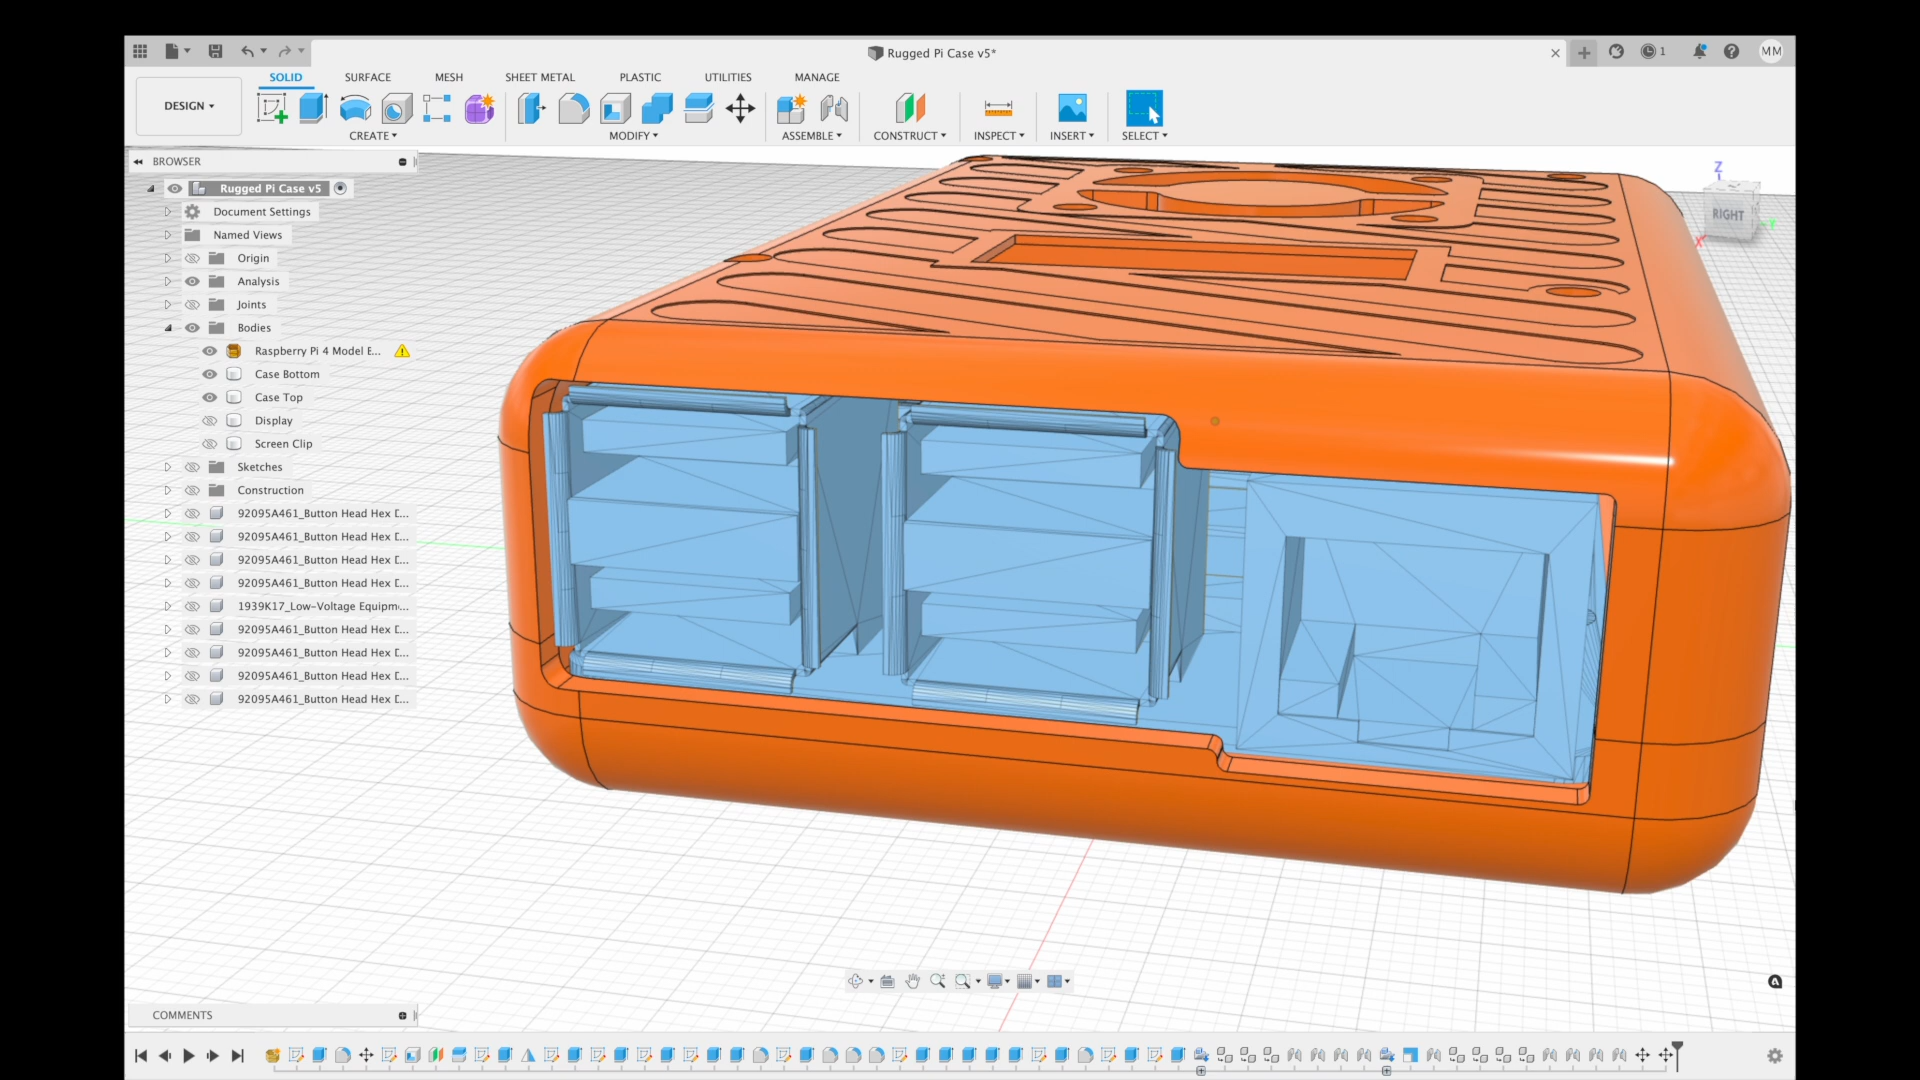 Rugged Pi Case v5*
1
MM
DESIGN
SOLID
SURFACE
MESH
SHEET METAL
PLASTIC
UTILITIES
MANAGE
CREATE
MODIFY
ASSEMBLE
CONSTRUCT
INSPECT
INSERT
SELECT
BROWSER
Rugged Pi Case v5
Document Settings
Named Views
Origin
Analysis
Joints
Bodies
Raspberry Pi 4 Model E...
Case Bottom
Case Top
Display
Screen Clip
Sketches
Construction
92095A461_Button Head Hex D...
92095A461_Button Head Hex D...
92095A461_Button Head Hex D...
92095A461_Button Head Hex D...
1939K17_Low-Voltage Equipm...
92095A461_Button Head Hex D...
92095A461_Button Head Hex D...
92095A461_Button Head Hex D...
92095A461_Button Head Hex D...
Z
RIGHT
X
Y
COMMENTS